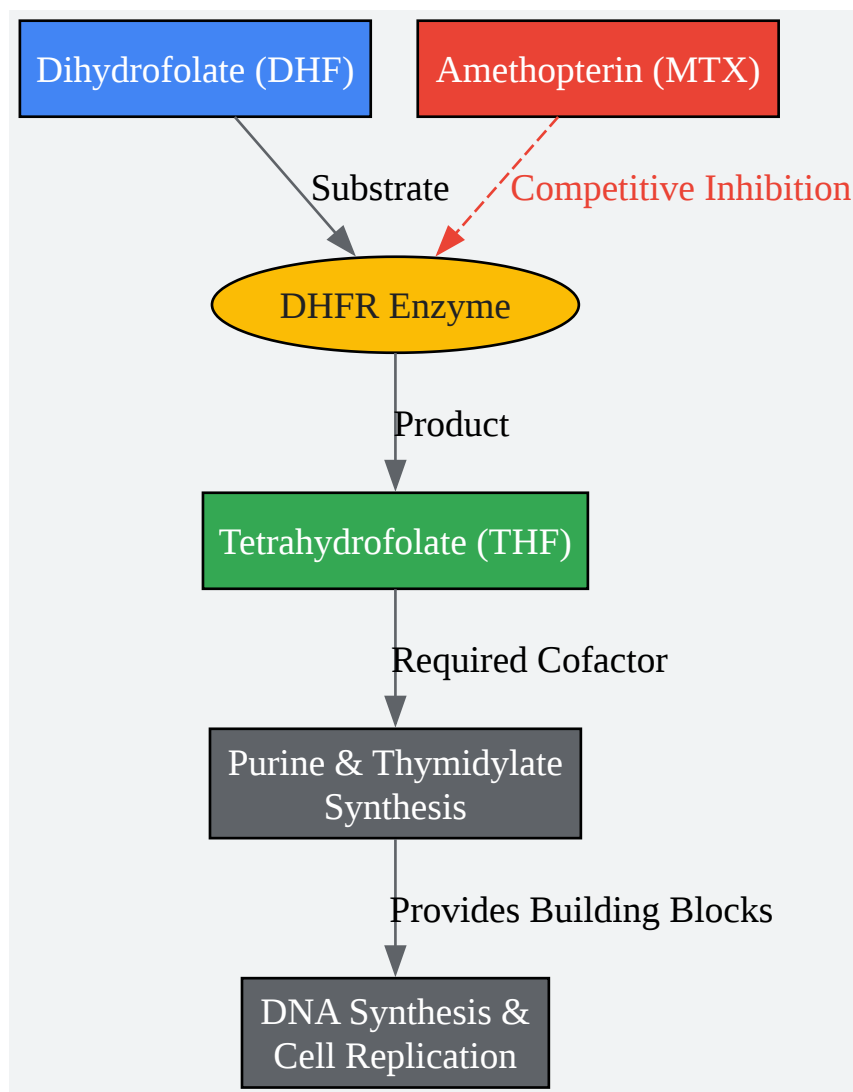 Dihydrofolate (DHF)
Amethopterin (MTX)
Substrate
Competitive Inhibition
DHFR Enzyme
Product
Tetrahydrofolate (THF)
Required Cofactor
Purine & Thymidylate
Synthesis
Provides Building Blocks
DNA Synthesis &
Cell Replication